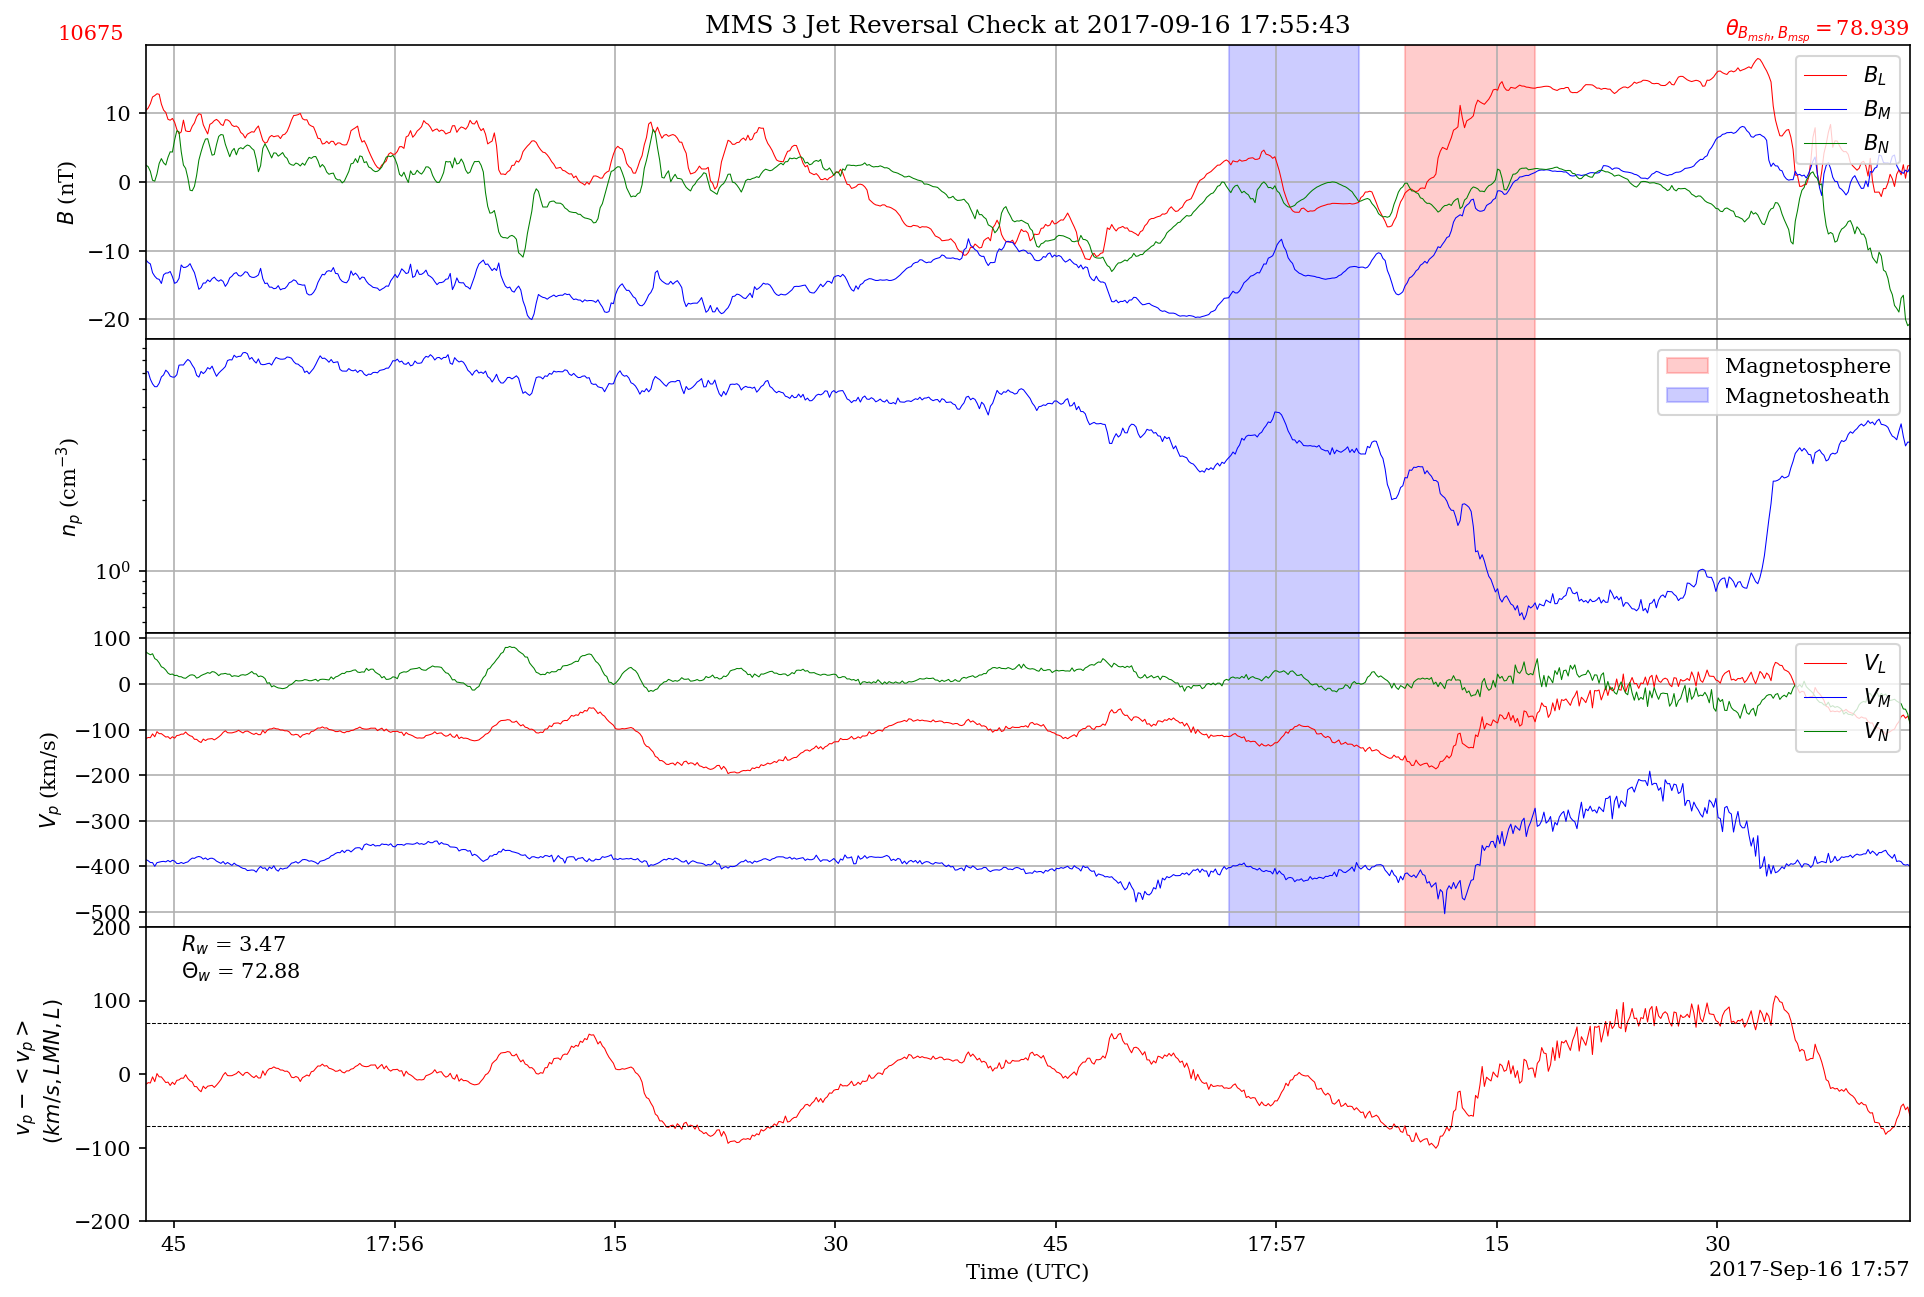 10675
MMS 3 Jet Reversal Check at 2017-09-16 17:55:43
θ_{B_{msh}, B_{msp}} = 78.939
B (nT)
10
0
−10
−20
B_L
B_M
B_N
n_p (cm^{−3})
10^0
Magnetosphere
Magnetosheath
V_p (km/s)
100
0
−100
−200
−300
−400
−500
V_L
V_M
V_N
v_p − < v_p >
(km/s, LMN, L)
200
100
0
−100
−200
R_w = 3.47
Θ_w = 72.88
45
17:56
15
30
45
17:57
15
30
Time (UTC)
2017-Sep-16 17:57